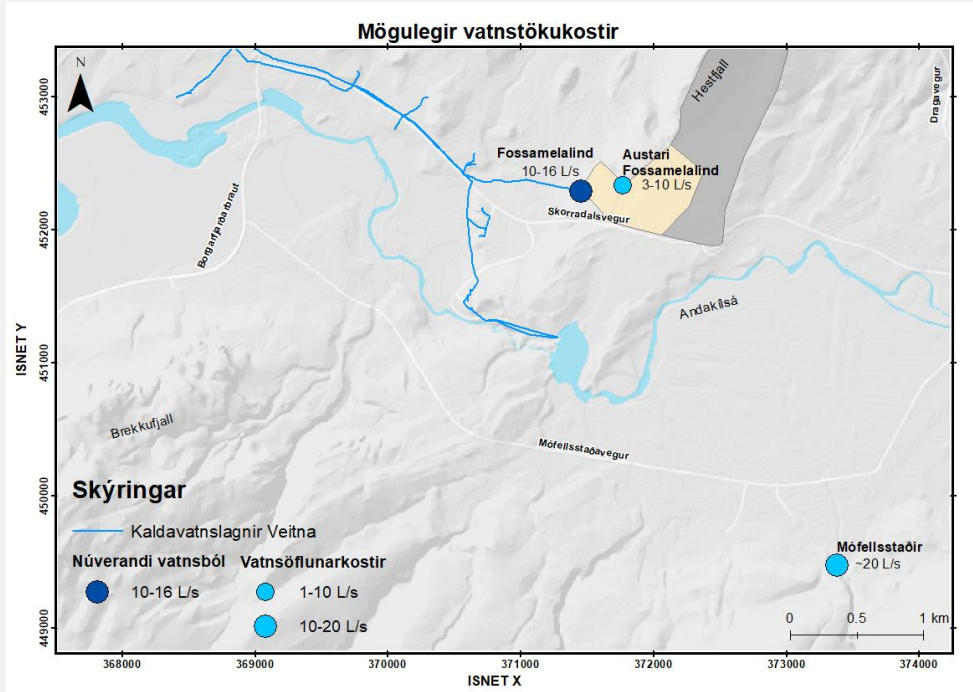 Mögulegir vatnstökukostir
N
453000
452000
451000
450000
449000
ISNET Y
Hestfjall
Dragavegur
Fossamelalind
10-16 L/s
Austari
Fossamelalind
3-10 L/s
Skorradalsvegur
Borgarfjarðarbraut
Andakílsá
Brekkufjall
Mófellsstaðavegur
Mófellsstaðir
~20 L/s
Skýringar
Kaldavatnslagnir Veitna
Núverandi vatnsból
10-16 L/s
Vatnsöflunarkostir
1-10 L/s
10-20 L/s
0 0.5 1 km
368000 369000 370000 371000 372000 373000 374000
ISNET X